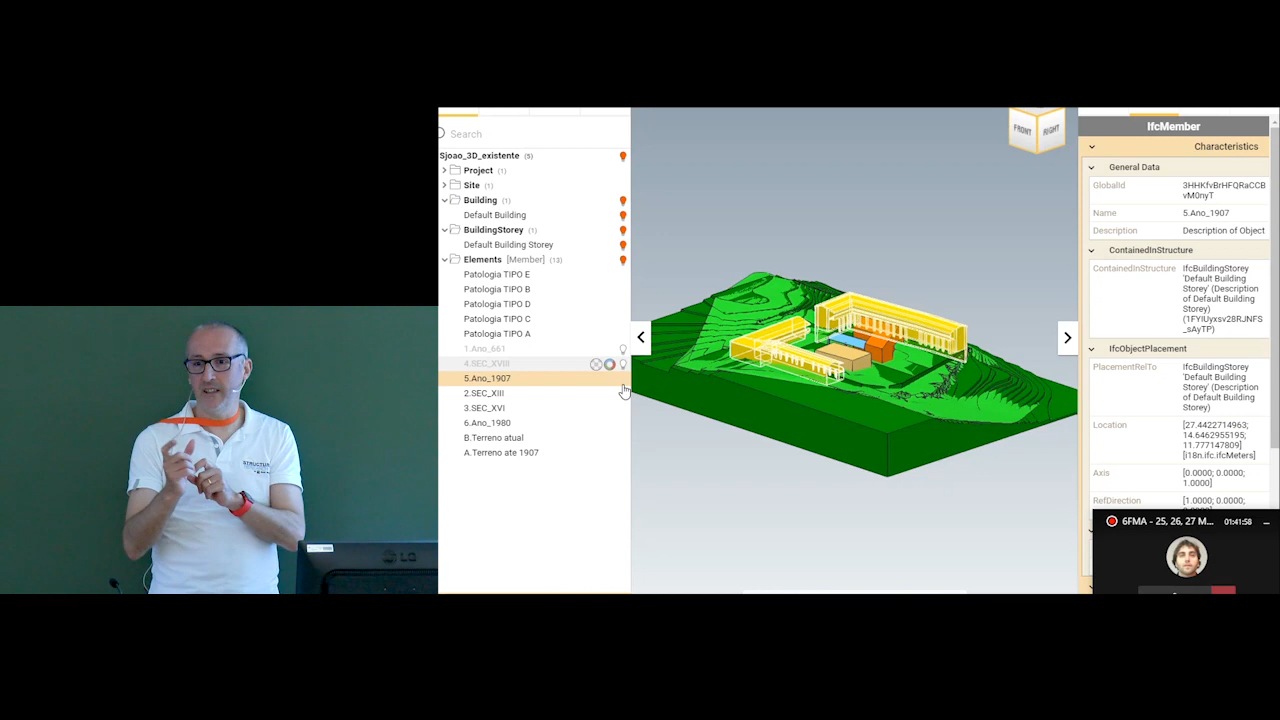 STRUCTUR
LG
Search
Sjoao_3D_existente (5)
Project (1)
Site (1)
Building (1)
Default Building
BuildingStorey (1)
Default Building Storey
Elements [Member] (13)
Patologia TIPO E
Patologia TIPO B
Patologia TIPO D
Patologia TIPO C
Patologia TIPO A
1.Ano_661
4.SEC_XVIII
5.Ano_1907
2.SEC_XIII
3.SEC_XVI
6.Ano_1980
B.Terreno atual
A.Terreno ate 1907
FRONT
RIGHT
IfcMember
Characteristics
General Data
GlobalId 3HHKfvBrHFQRaCCB
vM0nyT
Name 5.Ano_1907
Description Description of Object
ContainedInStructure
ContainedInStructure IfcBuildingStorey
'Default Building
Storey' (Description
of Default Building
Storey)
(1FYIUyxsv28RJNFS
_sAyTP)
IfcObjectPlacement
PlacementRelTo IfcBuildingStorey
'Default Building
Storey' (Description
of Default Building
Storey)
Location [27.4422714963;
14.6462955195;
11.777147809]
[i18n.ifc.ifcMeters]
Axis [0.0000; 0.0000;
1.0000]
RefDirection [1.0000; 0.0000;
6FMA - 25, 26, 27 M... 01:41:58